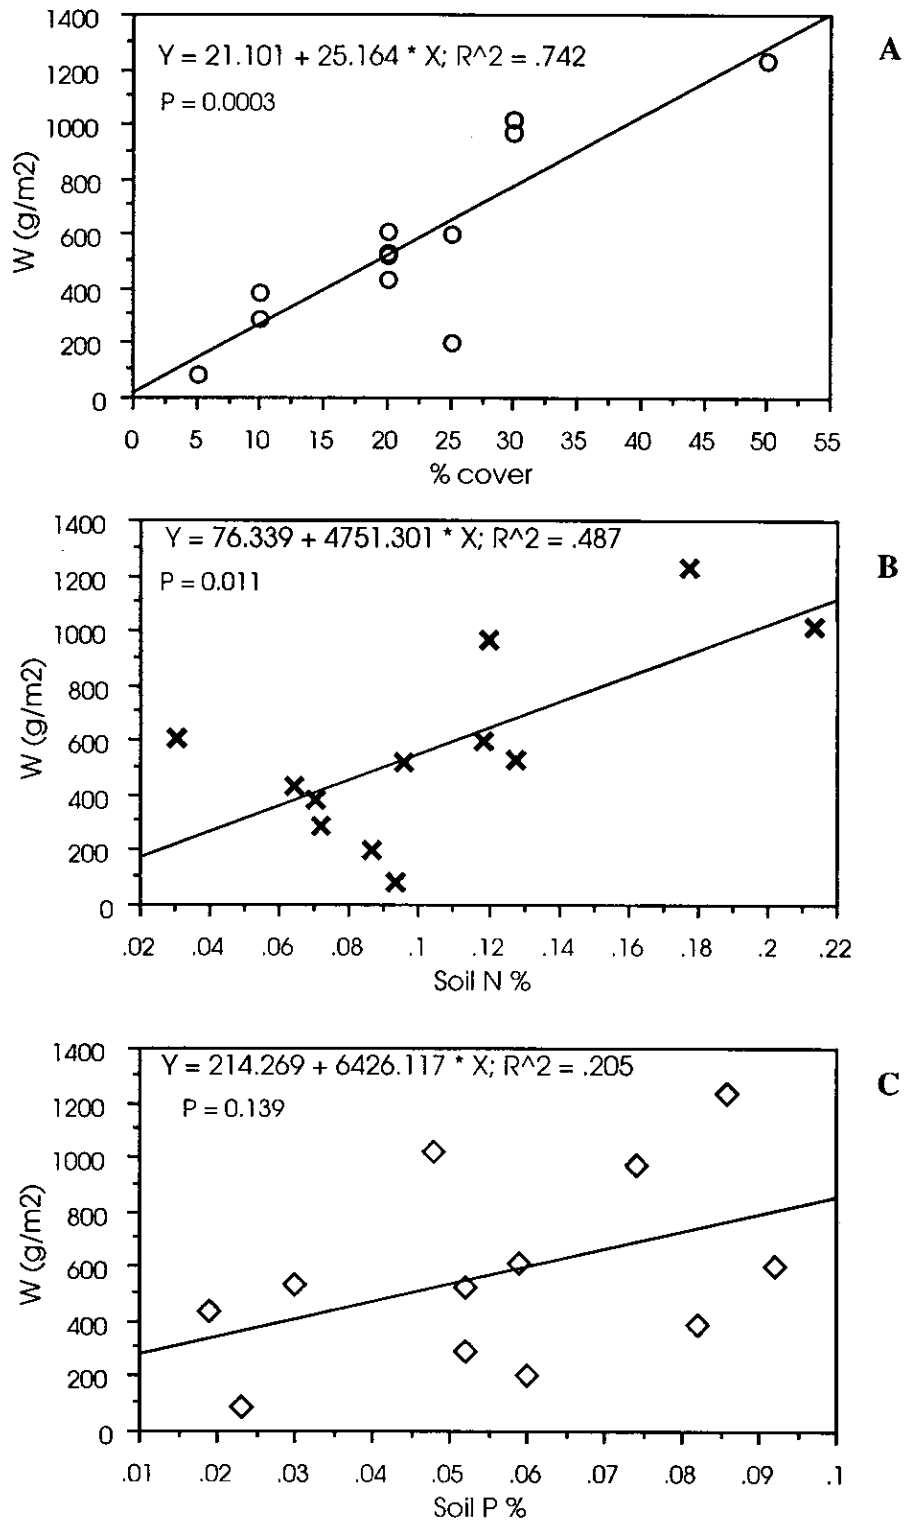 1400
Y = 21.101 + 25.164 * X; R^2 = .742
A
1200
P = 0.0003
1000
800
W (g/m2)
600
400
200
0
0 5 10 15 20 25 30 35 40 45 50 55
% cover
1400
Y = 76.339 + 4751.301 * X; R^2 = .487
B
1200
P = 0.011
1000
800
W (g/m2)
600
400
200
0
.02 .04 .06 .08 .1 .12 .14 .16 .18 .2 .22
Soil N %
1400
Y = 214.269 + 6426.117 * X; R^2 = .205
C
1200
P = 0.139
1000
800
W (g/m2)
600
400
200
0
.01 .02 .03 .04 .05 .06 .07 .08 .09 .1
Soil P %